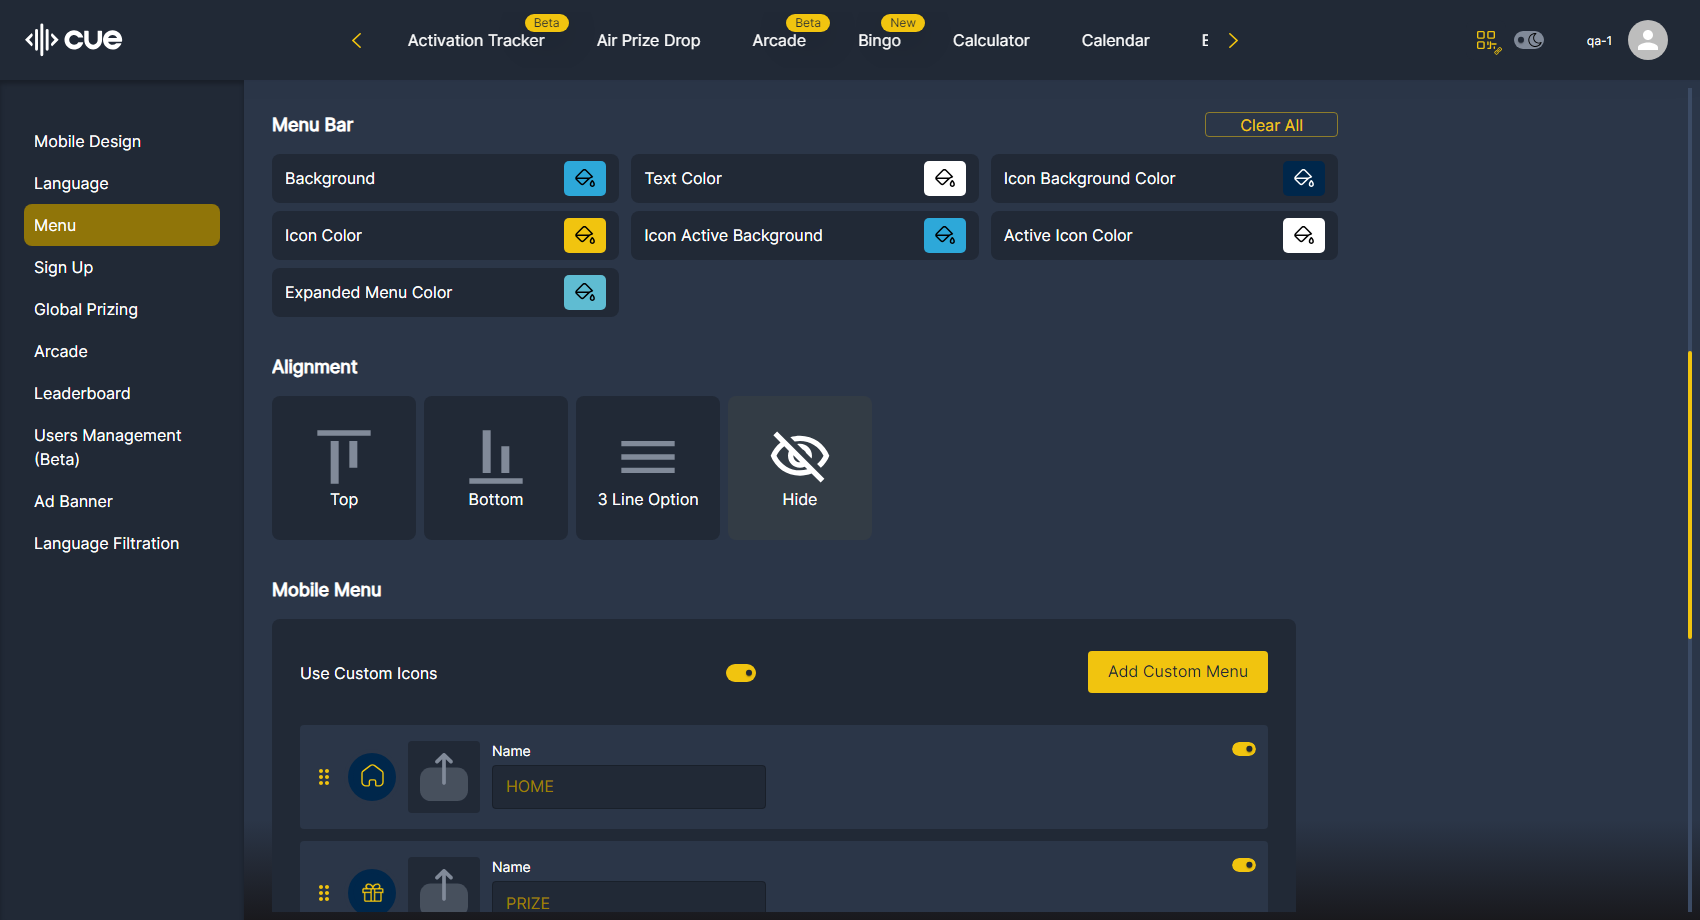 cue
Activation Tracker
Beta
Air Prize Drop
Arcade
Beta
Bingo
New
Calculator
Calendar
qa-1
Mobile Design
Language
Menu
Sign Up
Global Prizing
Arcade
Leaderboard
Users Management
(Beta)
Ad Banner
Language Filtration
Menu Bar
Clear All
Background
Text Color
Icon Background Color
Icon Color
Icon Active Background
Active Icon Color
Expanded Menu Color
Alignment
Top
Bottom
3 Line Option
Hide
Mobile Menu
Use Custom Icons
Add Custom Menu
Name
HOME
Name
PRIZE